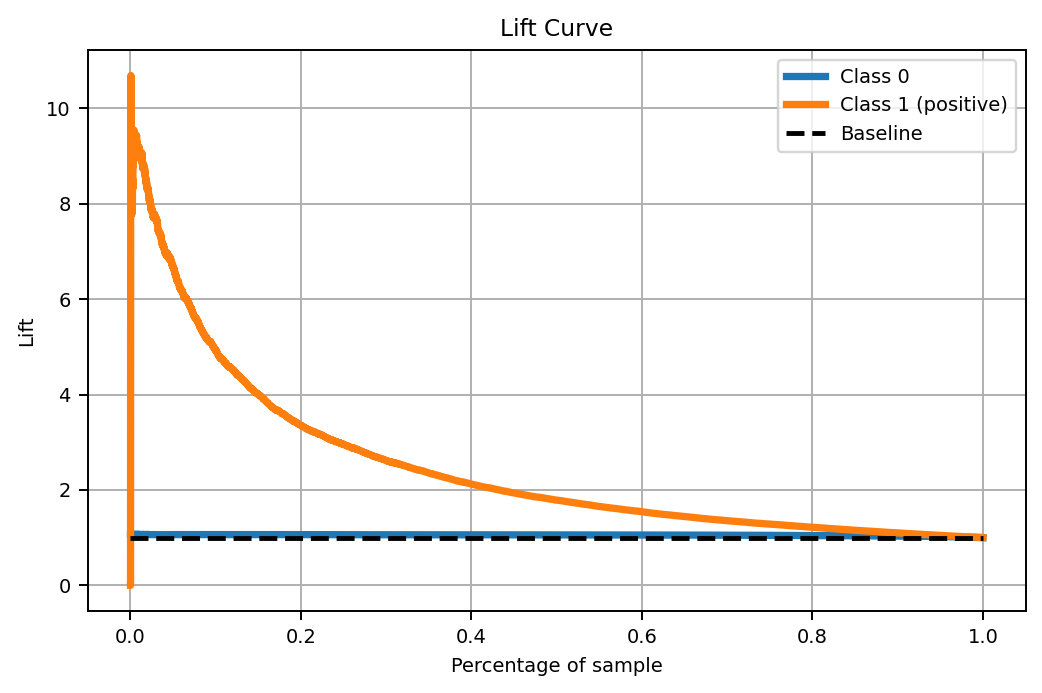 Lift Curve
Class 0
Class 1 (positive)
Baseline
Lift
10
8
6
4
2
0
0.0 0.2 0.4 0.6 0.8 1.0
Percentage of sample